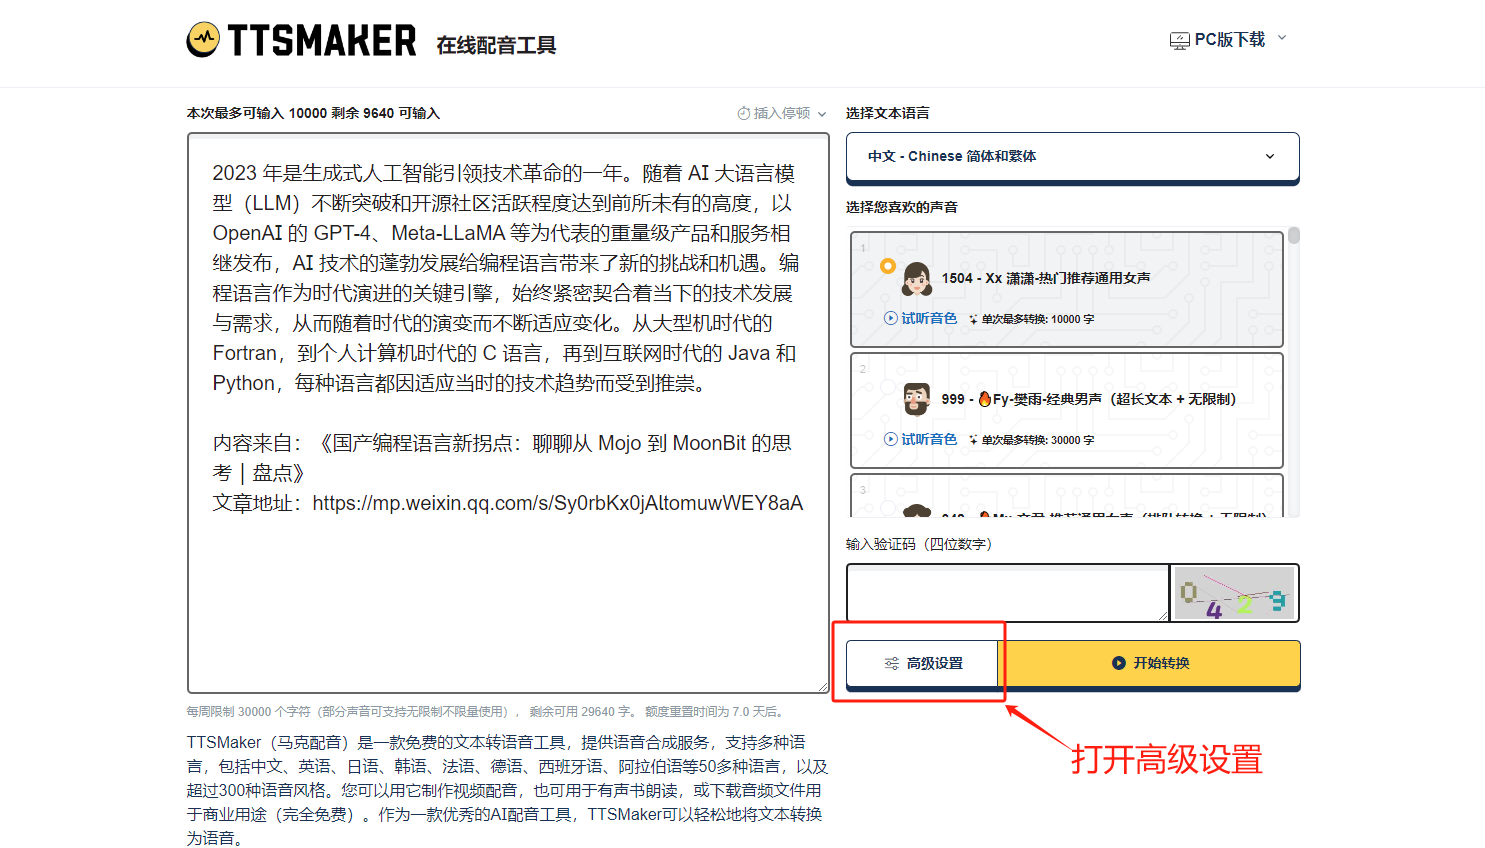 TTSMAKER 在线配音工具
PC版下载
本次最多可输入 10000 剩余 9640 可输入
插入停顿
2023 年是生成式人工智能引领技术革命的一年。随着 AI 大语言模
型（LLM）不断突破和开源社区活跃程度达到前所未有的高度，以
OpenAI 的 GPT-4、Meta-LLaMA 等为代表的重量级产品和服务相
继发布，AI 技术的蓬勃发展给编程语言带来了新的挑战和机遇。编
程语言作为时代演进的关键引擎，始终紧密契合着当下的技术发展
与需求，从而随着时代的演变而不断适应变化。从大型机时代的
Fortran，到个人计算机时代的 C 语言，再到互联网时代的 Java 和
Python，每种语言都因适应当时的技术趋势而受到推崇。
内容来自：《国产编程语言新拐点：聊聊从 Mojo 到 MoonBit 的思
考 | 盘点》
文章地址：https://mp.weixin.qq.com/s/Sy0rbKx0jAltomuwWEY8aA
每周限制 30000 个字符（部分声音可支持无限制不限量使用）， 剩余可用 29640 字。 额度重置时间为 7.0 天后。
TTSMaker（马克配音）是一款免费的文本转语音工具，提供语音合成服务，支持多种语
言，包括中文、英语、日语、韩语、法语、德语、西班牙语、阿拉伯语等50多种语言，以及
超过300种语音风格。您可以用它制作视频配音，也可用于有声书朗读，或下载音频文件用
于商业用途（完全免费）。作为一款优秀的AI配音工具，TTSMaker可以轻松地将文本转换
为语音。
选择文本语言
中文 - Chinese 简体和繁体
选择您喜欢的声音
1
1504 - Xx 潇潇-热门推荐通用女声
试听音色 单次最多转换: 10000 字
2
999 - 🔥Fy-樊雨-经典男声（超长文本 + 无限制）
试听音色 单次最多转换: 30000 字
3
输入验证码（四位数字）
0429
高级设置
开始转换
打开高级设置